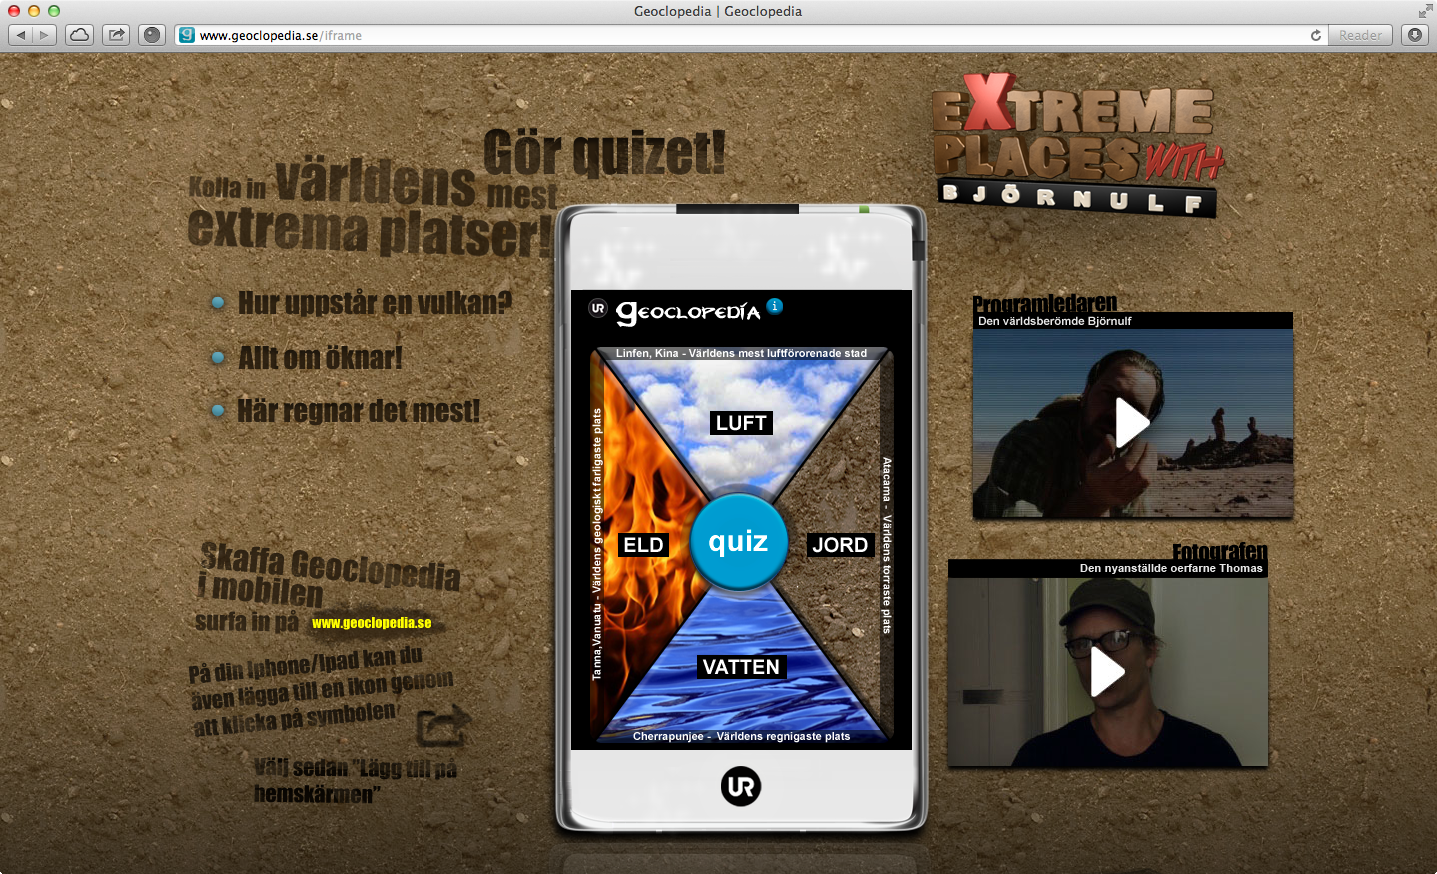 Geoclopedia | Geoclopedia
www.geoclopedia.se/iframe
Reader
Gör quizet!
Kolla in världens mest
extrema platser!
Hur uppstår en vulkan?
Allt om öknar!
Här regnar det mest!
Skaffa Geoclopedia
i mobilen
surfa in på www.geoclopedia.se
På din Iphone/Ipad kan du
även lägga till en ikon genom
att klicka på symbolen
Välj sedan "Lägg till på
hemskärmen"
UR GEOCLOPEDIA i
Linfen, Kina - Världens mest luftförorenade stad
LUFT
Tanna,Vanuatu - Världens geologiskt farligaste plats
ELD
quiz
JORD
Atacama - Världens torraste plats
VATTEN
Cherrapunjee - Världens regnigaste plats
UR
EXTREME
PLACES WITH
BJÖRNULF
Programledaren
Den världsberömde Björnulf
Fotografen
Den nyanställde oerfarne Thomas